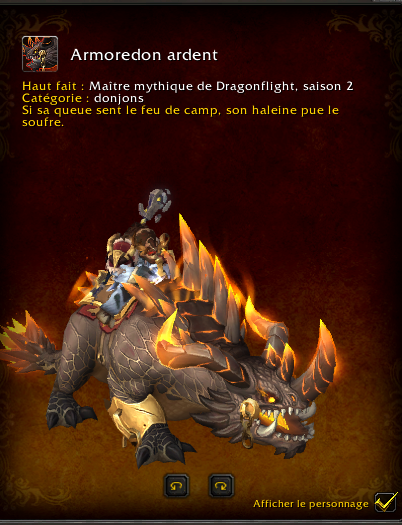 Armoredon ardent
Haut fait : Maître mythique de Dragonflight, saison 2
Catégorie : donjons
Si sa queue sent le feu de camp, son haleine pue le
soufre.
Afficher le personnage